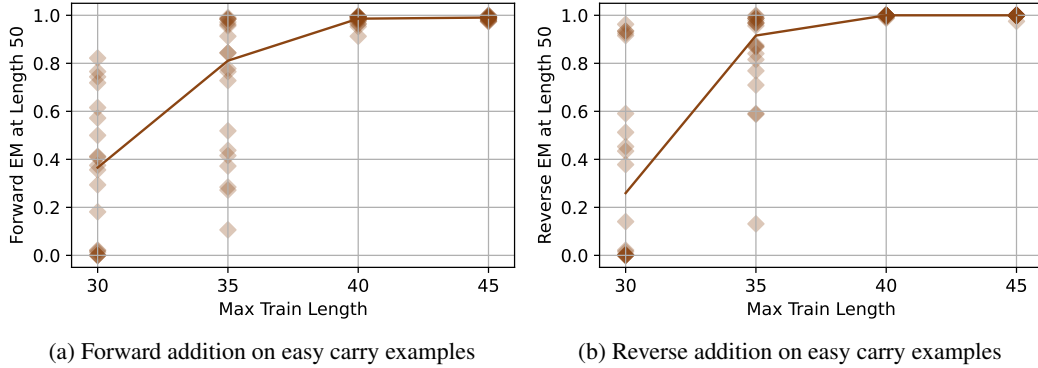 1.0
0.8
0.6
0.4
0.2
0.0
Forward EM at Length 50
30 35 40 45
Max Train Length
(a) Forward addition on easy carry examples
1.0
0.8
0.6
0.4
0.2
0.0
Reverse EM at Length 50
30 35 40 45
Max Train Length
(b) Reverse addition on easy carry examples